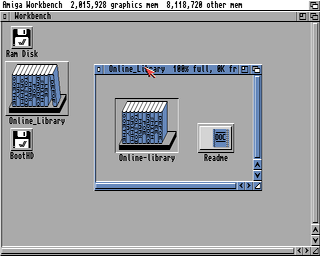 Amiga Workbench 2,015,928 graphics mem 8,118,720 other mem
Workbench
Ram Disk
Online_Library 100% full, 0K fr
Online_Library
Online-library
DOC
Readme
BootHD